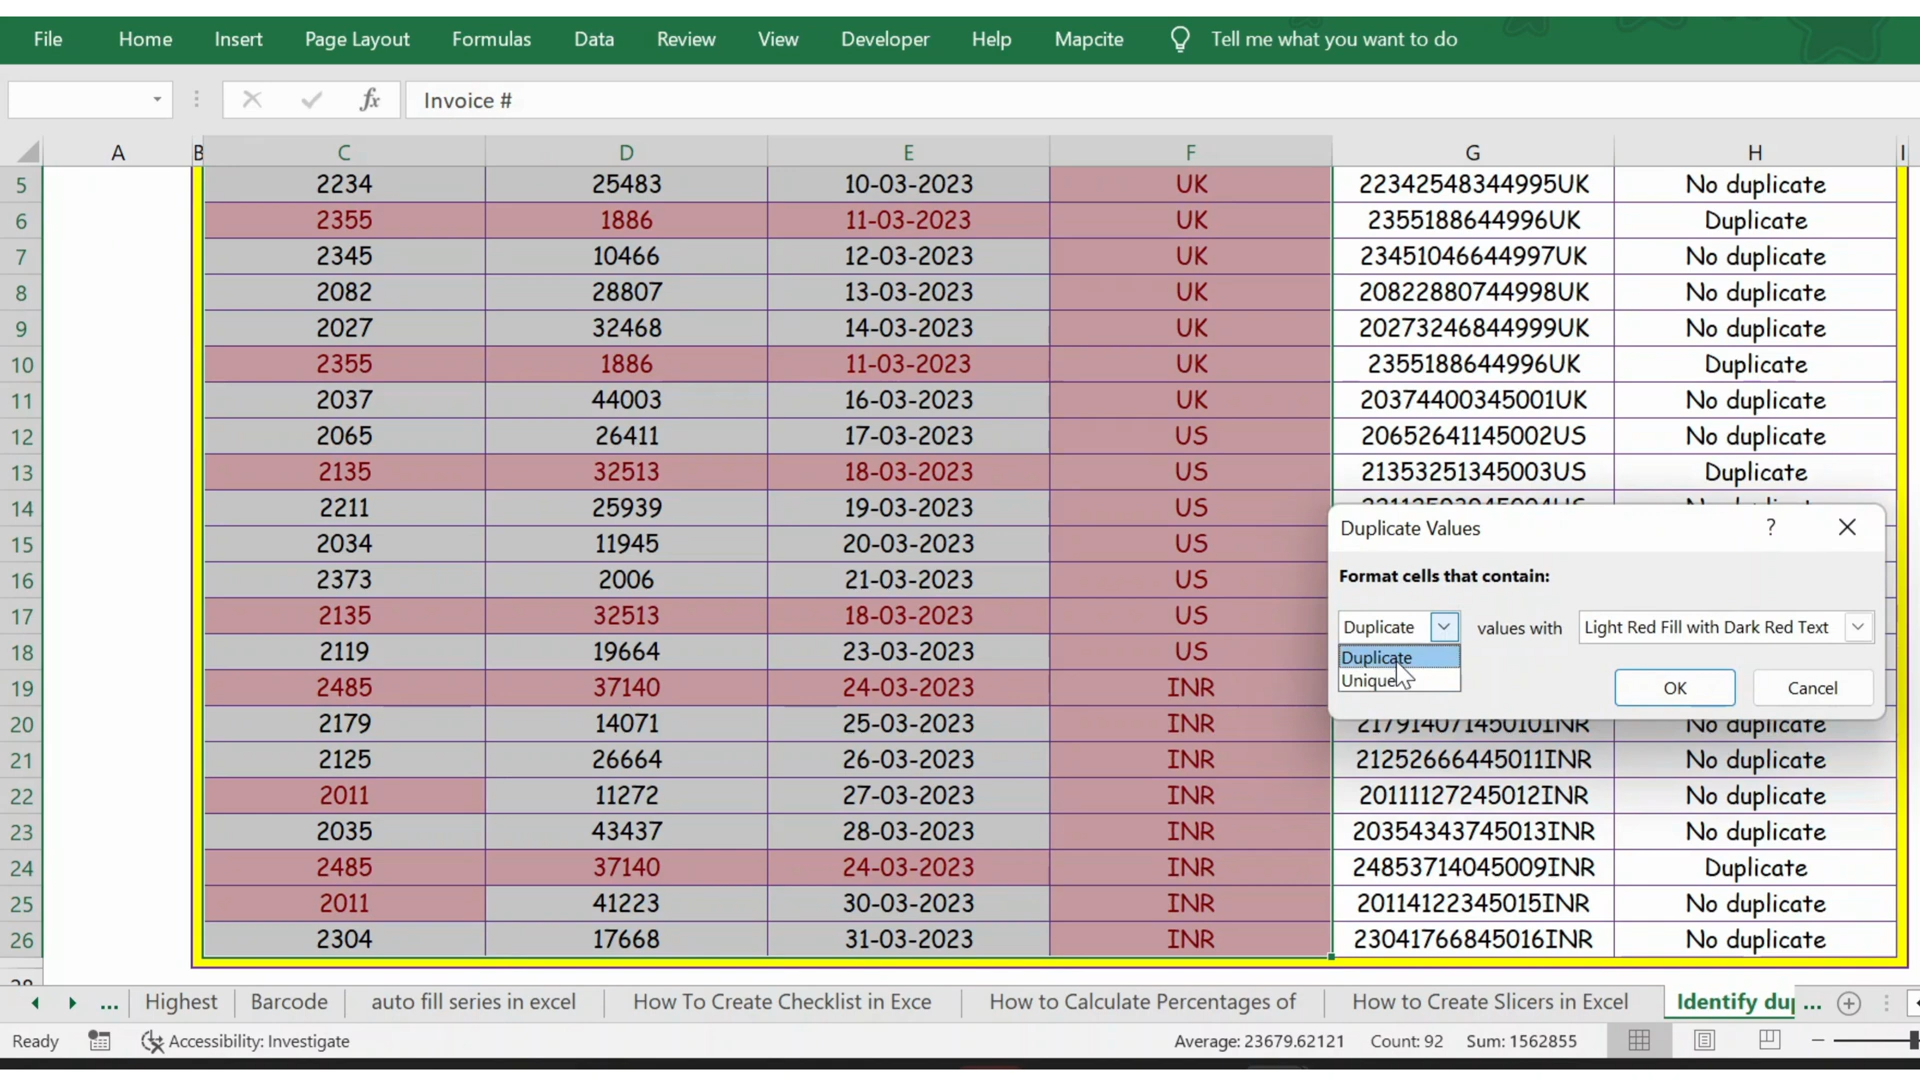 File Home Insert Page Layout Formulas Data Review View Developer Help Mapcite Tell me what you want to do
fx Invoice #
A B C D E F G H I
5 2234 25483 10-03-2023 UK 22342548344995UK No duplicate
6 2355 1886 11-03-2023 UK 2355188644996UK Duplicate
7 2345 10466 12-03-2023 UK 23451046644997UK No duplicate
8 2082 28807 13-03-2023 UK 20822880744998UK No duplicate
9 2027 32468 14-03-2023 UK 20273246844999UK No duplicate
10 2355 1886 11-03-2023 UK 2355188644996UK Duplicate
11 2037 44003 16-03-2023 UK 20374400345001UK No duplicate
12 2065 26411 17-03-2023 US 20652641145002US No duplicate
13 2135 32513 18-03-2023 US 21353251345003US Duplicate
14 2211 25939 19-03-2023 US
Duplicate Values ?
15 2034 11945 20-03-2023 US
Format cells that contain:
16 2373 2006 21-03-2023 US
17 2135 32513 18-03-2023 US
Duplicate values with Light Red Fill with Dark Red Text
18 2119 19664 23-03-2023 US
Duplicate
Unique
OK Cancel
19 2485 37140 24-03-2023 INR
20 2179 14071 25-03-2023 INR 217914071450101NR No duplicate
21 2125 26664 26-03-2023 INR 21252666445011INR No duplicate
22 2011 11272 27-03-2023 INR 20111127245012INR No duplicate
23 2035 43437 28-03-2023 INR 20354343745013INR No duplicate
24 2485 37140 24-03-2023 INR 24853714045009INR Duplicate
25 2011 41223 30-03-2023 INR 20114122345015INR No duplicate
26 2304 17668 31-03-2023 INR 23041766845016INR No duplicate
... Highest Barcode auto fill series in excel How To Create Checklist in Exce How to Calculate Percentages of How to Create Slicers in Excel Identify dup ...
Ready Accessibility: Investigate Average: 23679.62121 Count: 92 Sum: 1562855